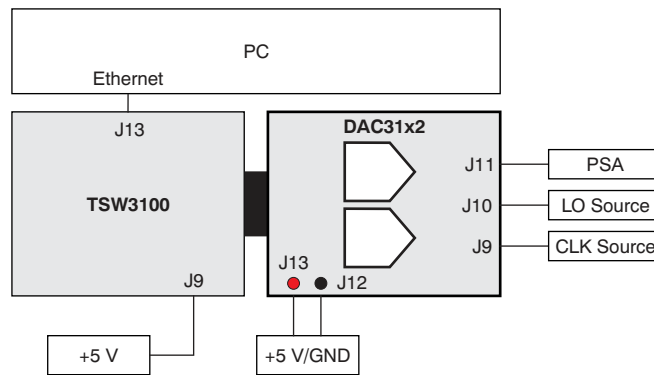 PC
Ethernet
J13
DAC31x2
J11
PSA
TSW3100
J10
LO Source
J9
CLK Source
J13
J12
J9
+5 V
+5 V/GND